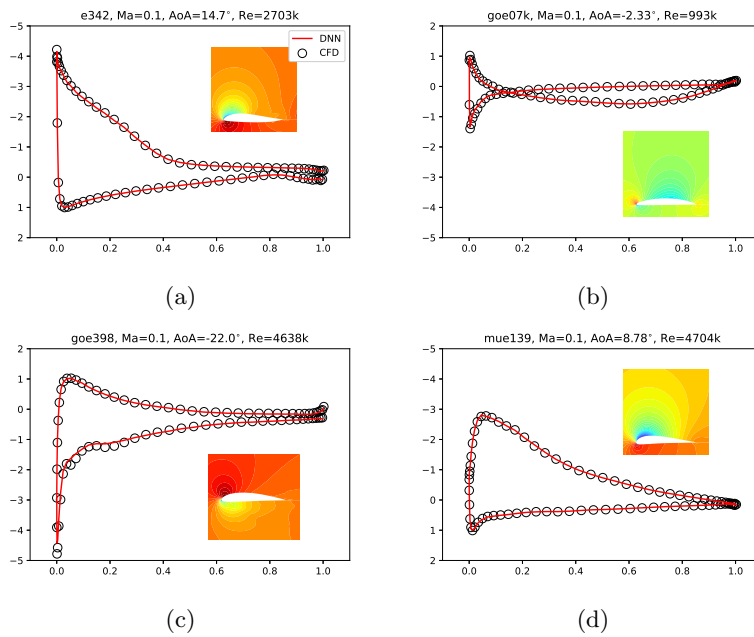 e342, Ma=0.1, AoA=14.7°, Re=2703k
DNN
CFD
−5
−4
−3
−2
−1
0
1
2
3
4
5
0.0 0.2 0.4 0.6 0.8 1.0
(a)
goe07k, Ma=0.1, AoA=-2.33°, Re=993k
2
1
0
−1
−2
−3
−4
−5
0.0 0.2 0.4 0.6 0.8 1.0
(b)
goe398, Ma=0.1, AoA=-22.0°, Re=4638k
2
1
0
−1
−2
−3
−4
−5
0.0 0.2 0.4 0.6 0.8 1.0
(c)
mue139, Ma=0.1, AoA=8.78°, Re=4704k
−5
−4
−3
−2
−1
0
1
2
0.0 0.2 0.4 0.6 0.8 1.0
(d)